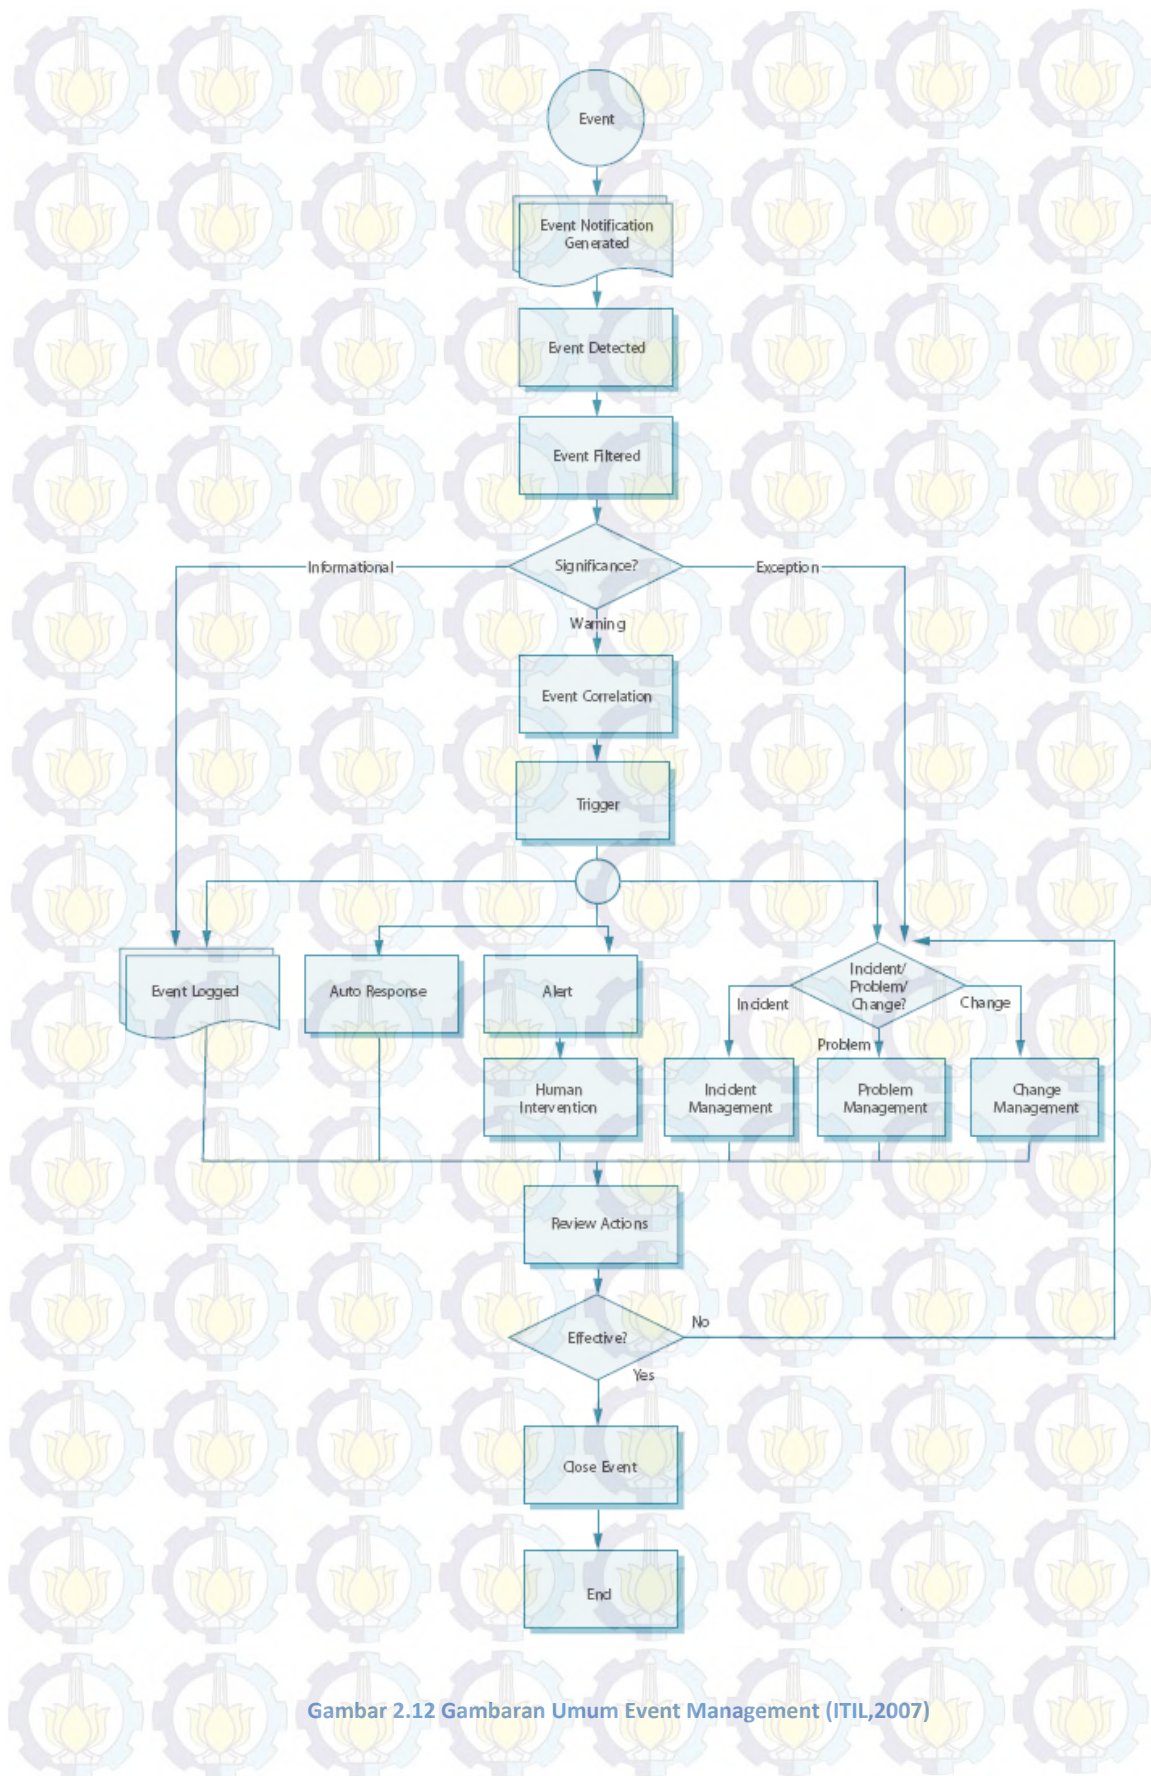 Event
Event Notification
Generated
Event Detected
Event Filtered
Informational
Significance?
Exception
Warning
Event Correlation
Trigger
Event Logged
Auto Response
Alert
Incident/
Problem/
Change?
Incident
Change
Problem
Human
Intervention
Incident
Management
Problem
Management
Change
Management
Review Actions
Effective?
No
Yes
Close Event
End
Gambar 2.12 Gambaran Umum Event Management (ITIL,2007)